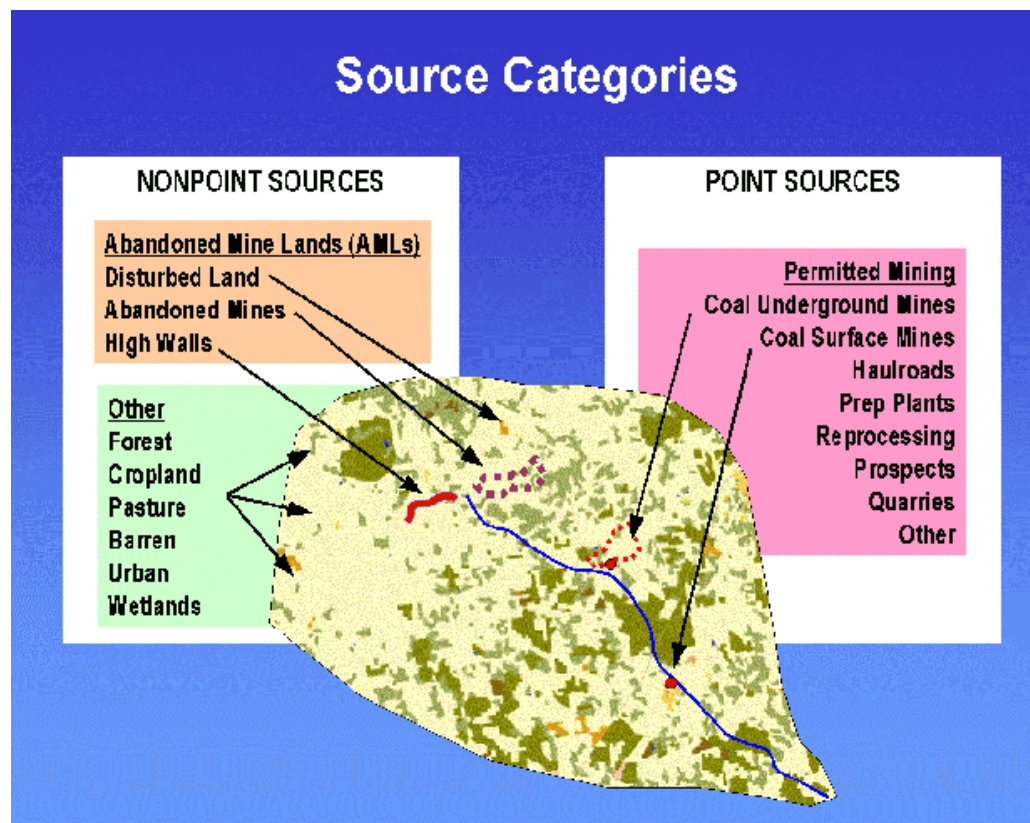 Source Categories
NONPOINT SOURCES
Abandoned Mine Lands (AMLs)
Disturbed Land
Abandoned Mines
High Walls
Other
Forest
Cropland
Pasture
Barren
Urban
Wetlands
POINT SOURCES
Permitted Mining
Coal Underground Mines
Coal Surface Mines
Haulroads
Prep Plants
Reprocessing
Prospects
Quarries
Other